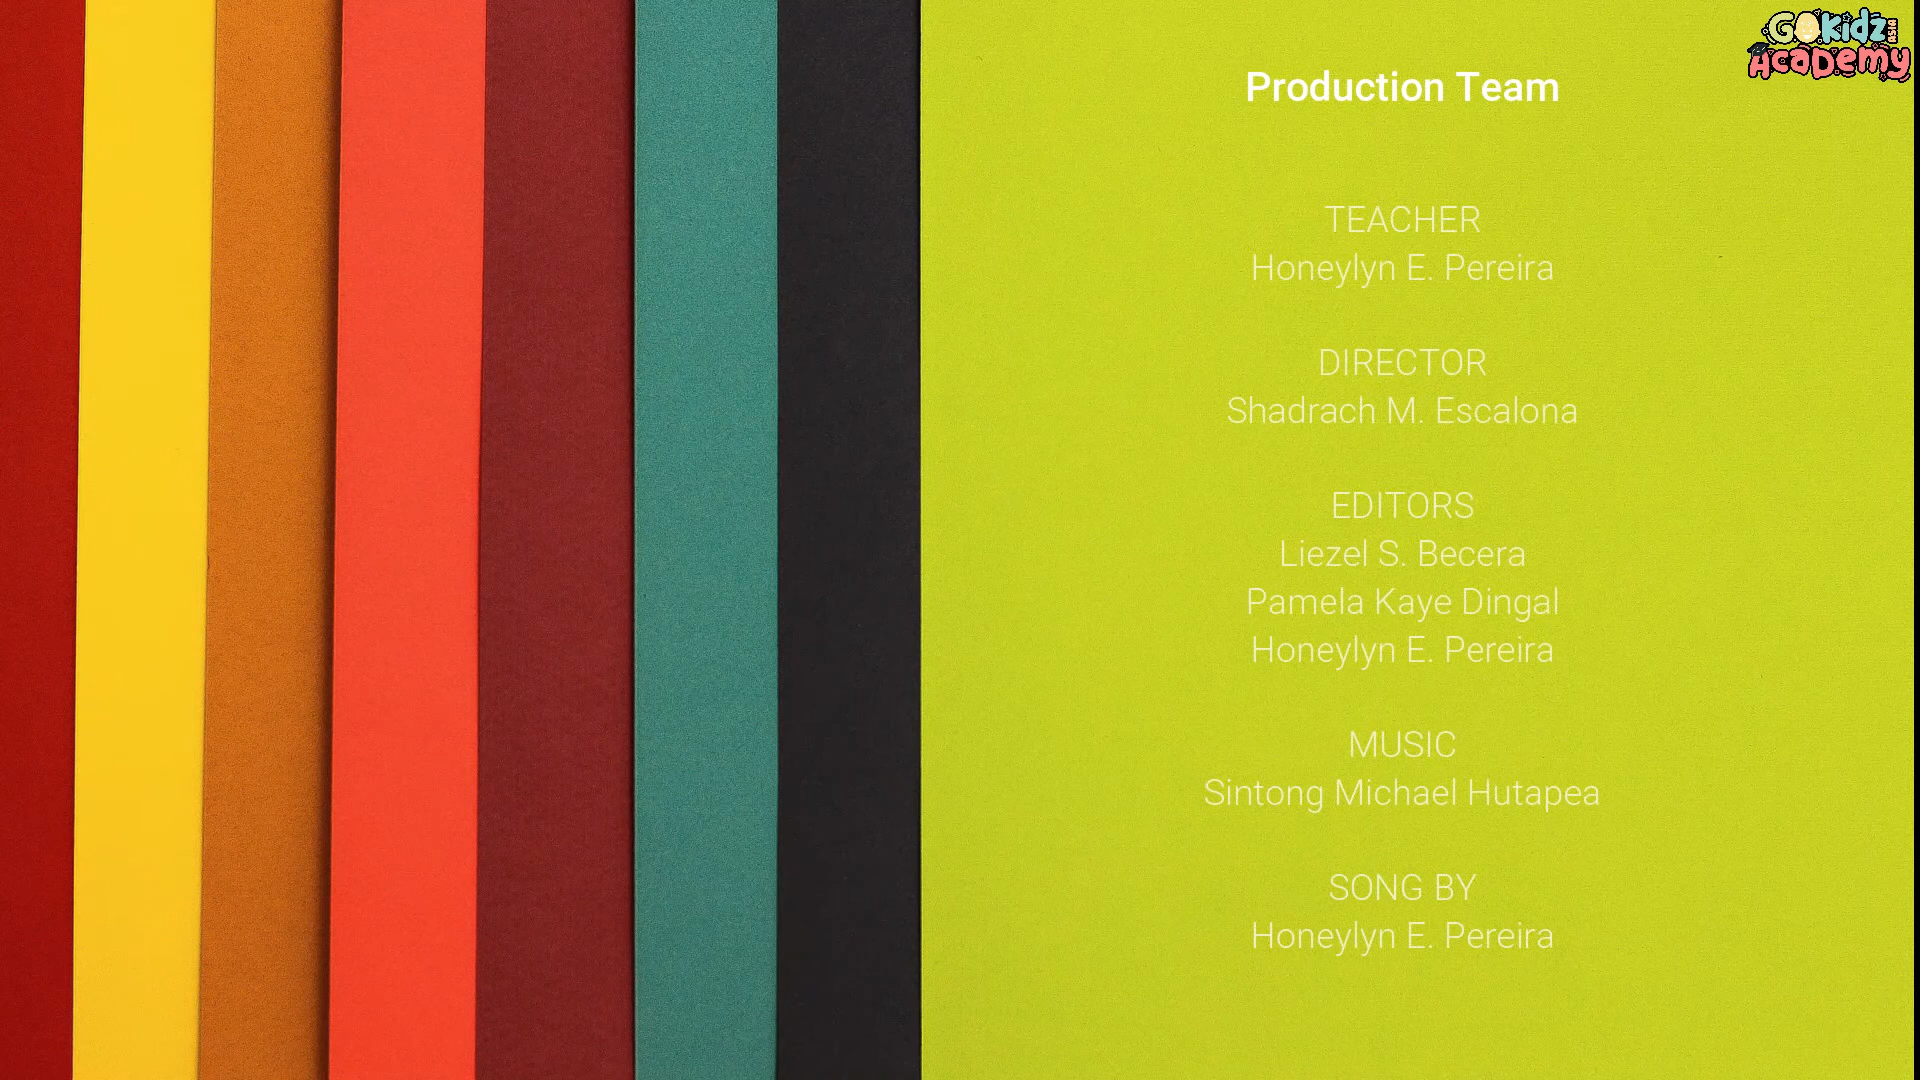 GOKidz ASIA
Academy
Production Team
TEACHER
Honeylyn E. Pereira
DIRECTOR
Shadrach M. Escalona
EDITORS
Liezel S. Becera
Pamela Kaye Dingal
Honeylyn E. Pereira
MUSIC
Sintong Michael Hutapea
SONG BY
Honeylyn E. Pereira